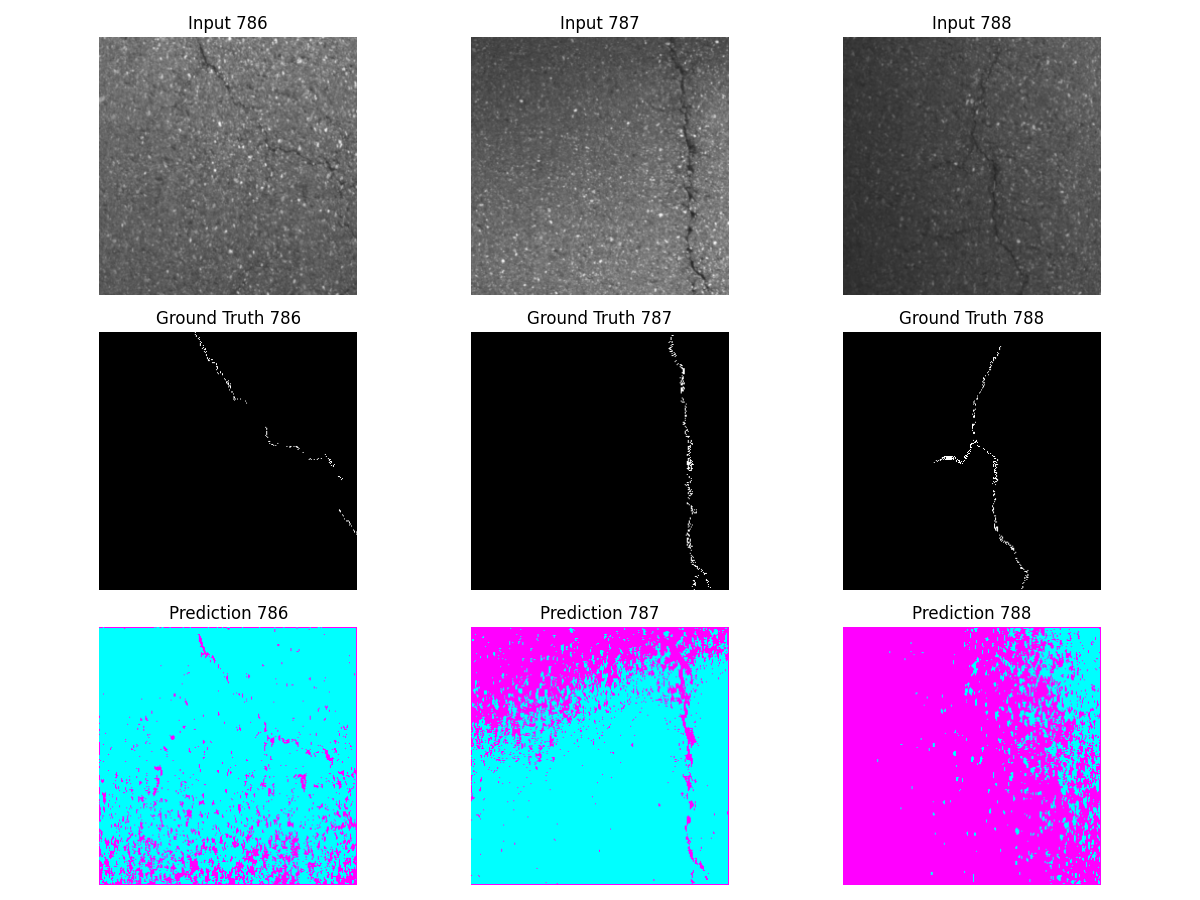 Input 786
Input 787
Input 788
Ground Truth 786
Ground Truth 787
Ground Truth 788
Prediction 786
Prediction 787
Prediction 788